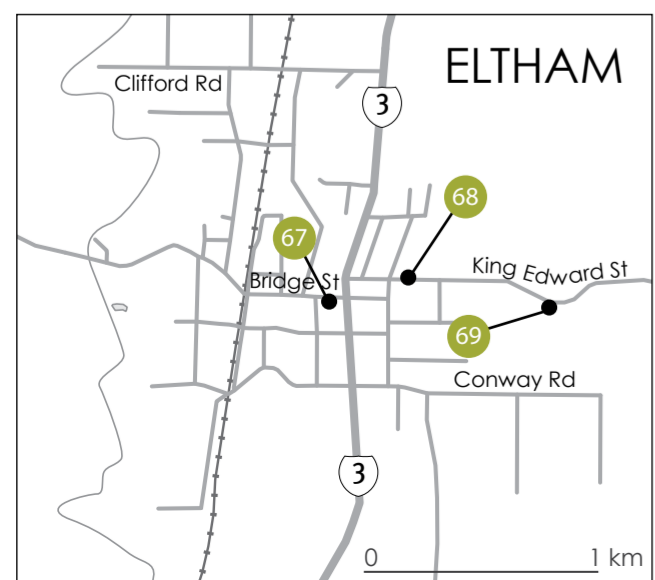 ELTHAM
Clifford Rd
3
68
67
King Edward St
Bridge St
69
Conway Rd
3
0 1 km